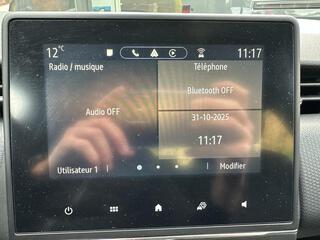 12 °C
11:17
Radio / musique
Téléphone
Bluetooth OFF
Audio OFF
31-10-2025
11:17
Utilisateur 1
Modifier